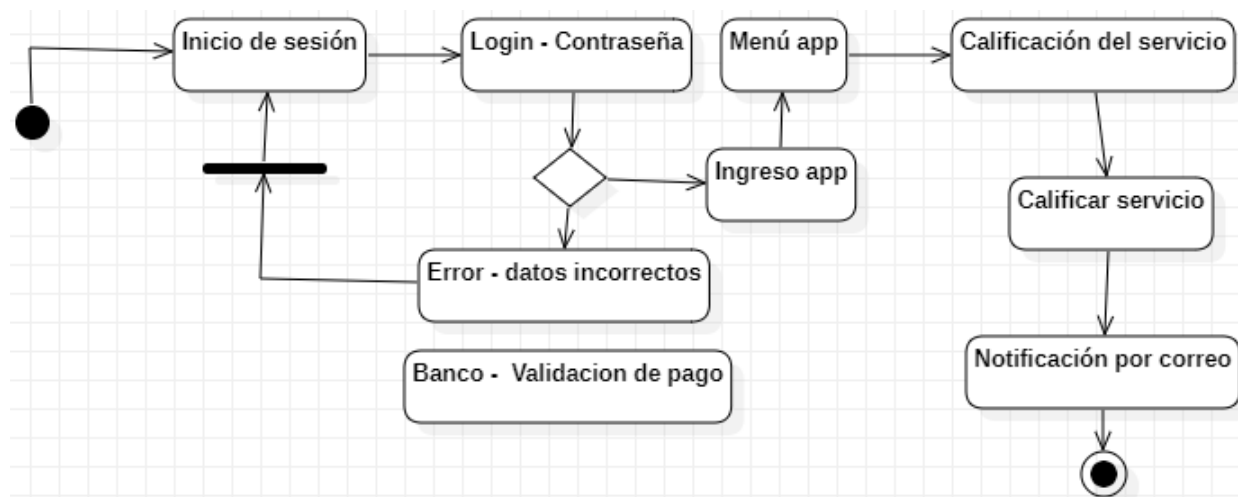 Inicio de sesión
Login - Contraseña
Menú app
Calificación del servicio
Ingreso app
Calificar servicio
Error - datos incorrectos
Notificación por correo
Banco -  Validacion de pago